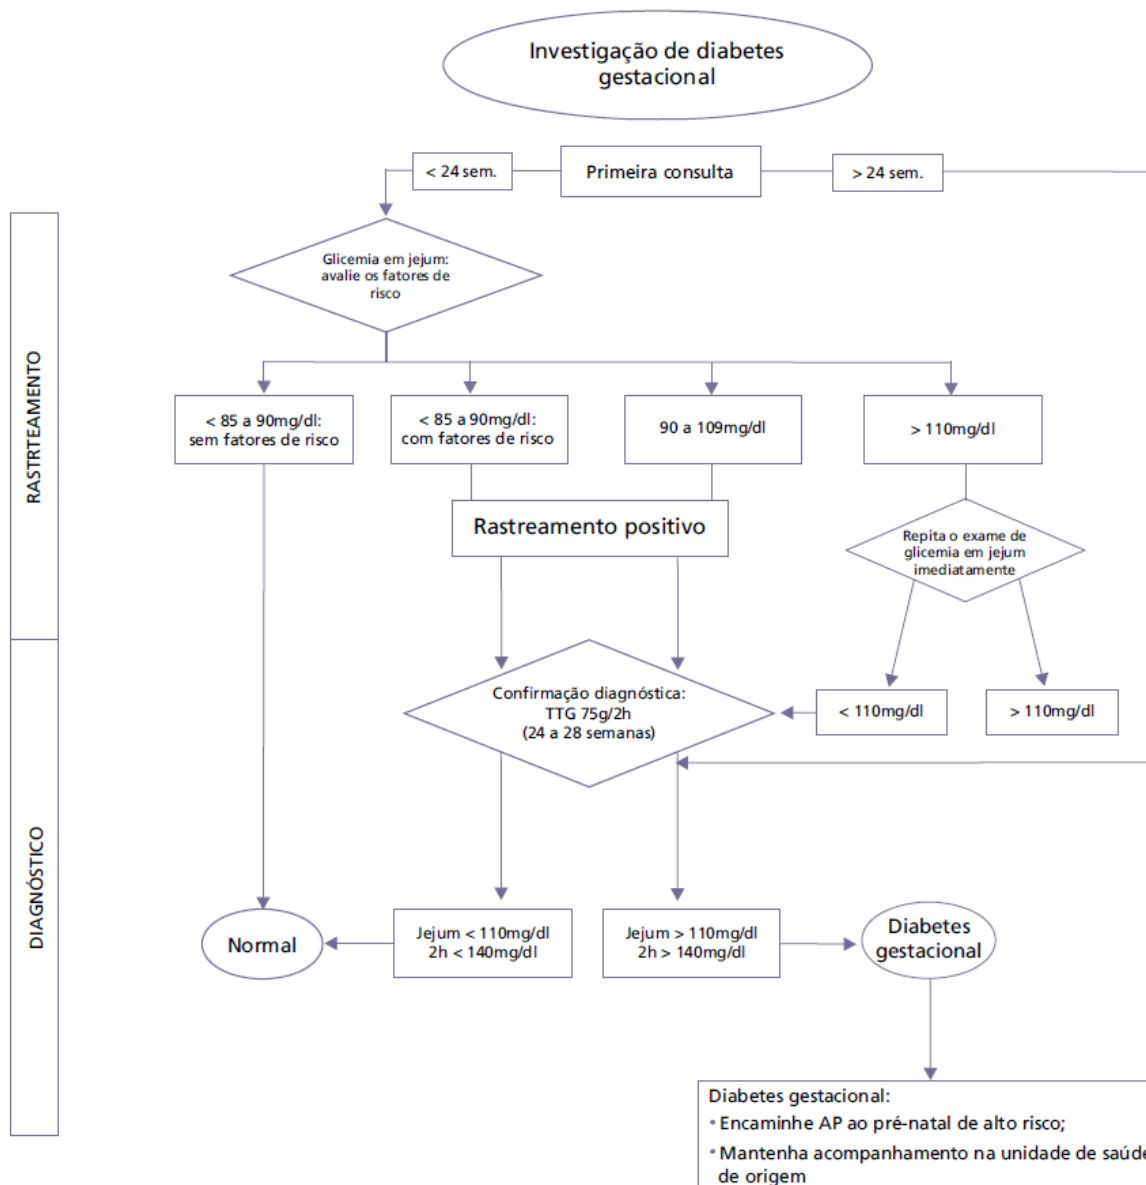 Investigação de diabetes
gestacional
< 24 sem.
Primeira consulta
> 24 sem.
RASTRTEAMENTO
Glicemia em jejum:
avalie os fatores de
risco
< 85 a 90mg/dl:
sem fatores de risco
< 85 a 90mg/dl:
com fatores de risco
90 a 109mg/dl
> 110mg/dl
Rastreamento positivo
Repita o exame de
glicemia em jejum
imediatamente
DIAGNÓSTICO
Confirmação diagnóstica:
TTG 75g/2h
(24 a 28 semanas)
< 110mg/dl
> 110mg/dl
Normal
Jejum < 110mg/dl
2h < 140mg/dl
Jejum > 110mg/dl
2h > 140mg/dl
Diabetes
gestacional
Diabetes gestacional:
• Encaminhe AP ao pré-natal de alto risco;
• Mantenha acompanhamento na unidade de saúde
de origem